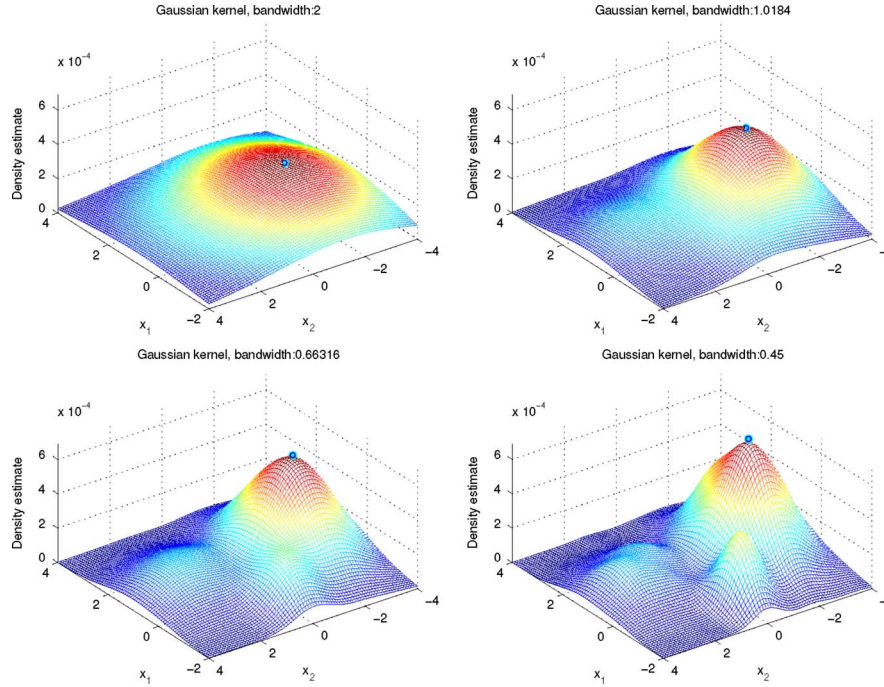 Gaussian kernel, bandwidth:2
x 10⁻⁴
6
4
2
0
Density estimate
4
2
0
-2
x₁
4
2
0
-2
-4
x₂
Gaussian kernel, bandwidth:1.0184
x 10⁻⁴
6
4
2
0
Density estimate
4
2
0
-2
x₁
4
2
0
-2
x₂
Gaussian kernel, bandwidth:0.66316
x 10⁻⁴
6
4
2
0
Density estimate
4
2
0
-2
x₁
4
2
0
-2
-4
x₂
Gaussian kernel, bandwidth:0.45
x 10⁻⁴
6
4
2
0
Density estimate
4
2
0
-2
x₁
4
2
0
-2
x₂